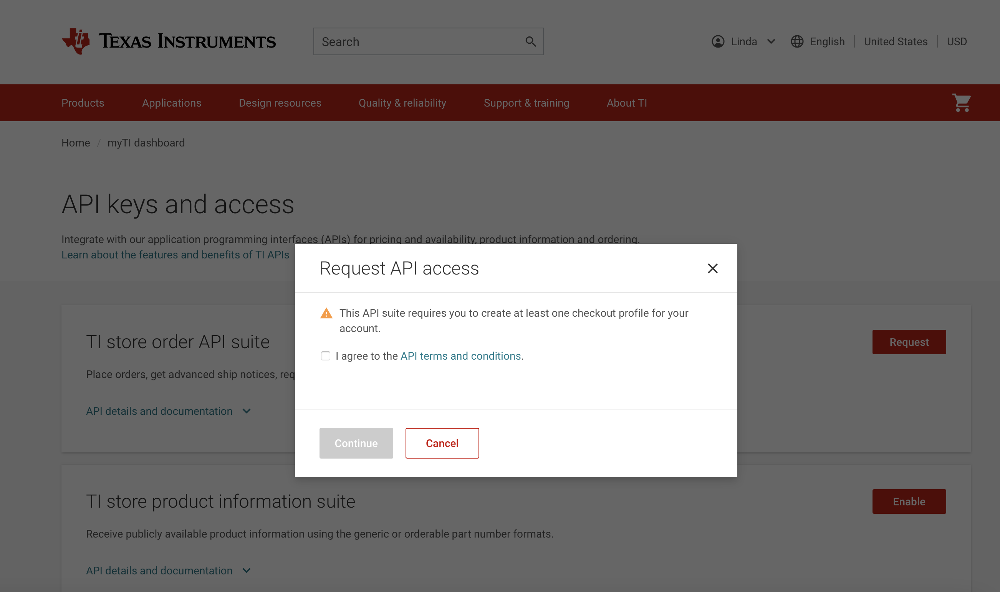 TEXAS INSTRUMENTS
Search
Linda
English
United States
USD
Products
Applications
Design resources
Quality & reliability
Support & training
About TI
Home / myTI dashboard
API keys and access
Integrate with our application programming interfaces (APIs) for pricing and availability, product information and ordering.
Learn about the features and benefits of TI APIs
Request API access
This API suite requires you to create at least one checkout profile for your
account.
I agree to the API terms and conditions.
Continue
Cancel
TI store order API suite
Request
Place orders, get advanced ship notices,
API details and documentation
TI store product information suite
Enable
Receive publicly available product information using the generic or orderable part number formats.
API details and documentation